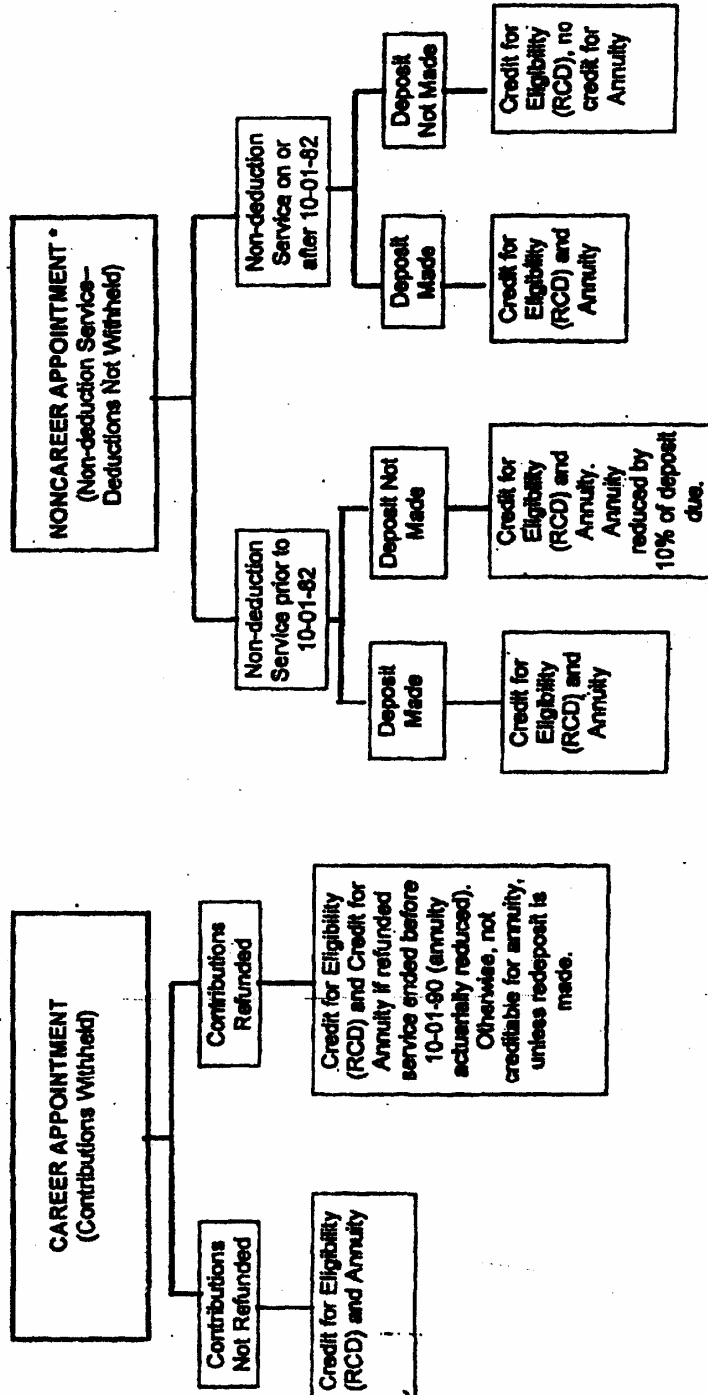 CAREER APPOINTMENT
(Contributions Withheld)
Contributions
Not Refunded
Credit for Eligibility
(RCD) and Annuity
Contributions
Refunded
Credit for Eligibility
(RCD) and Credit for
Annuity if refunded
service ended before
10-01-90 (annuity
actuarially reduced).
Otherwise, not
creditable for annuity,
unless redeposit is
made.
NONCAREER APPOINTMENT *
(Non-deduction Service–
Deductions Not Withheld)
Non-deduction
Service prior to
10-01-82
Deposit
Made
Credit for
Eligibility
(RCD) and
Annuity
Deposit Not
Made
Credit for
Eligibility
(RCD) and
Annuity.
Annuity
reduced by
10% of deposit
due.
Non-deduction
Service on or
after 10-01-82
Deposit
Made
Credit for
Eligibility
(RCD) and
Annuity
Deposit
Not Made
Credit for
Eligibility
(RCD), no
credit for
Annuity